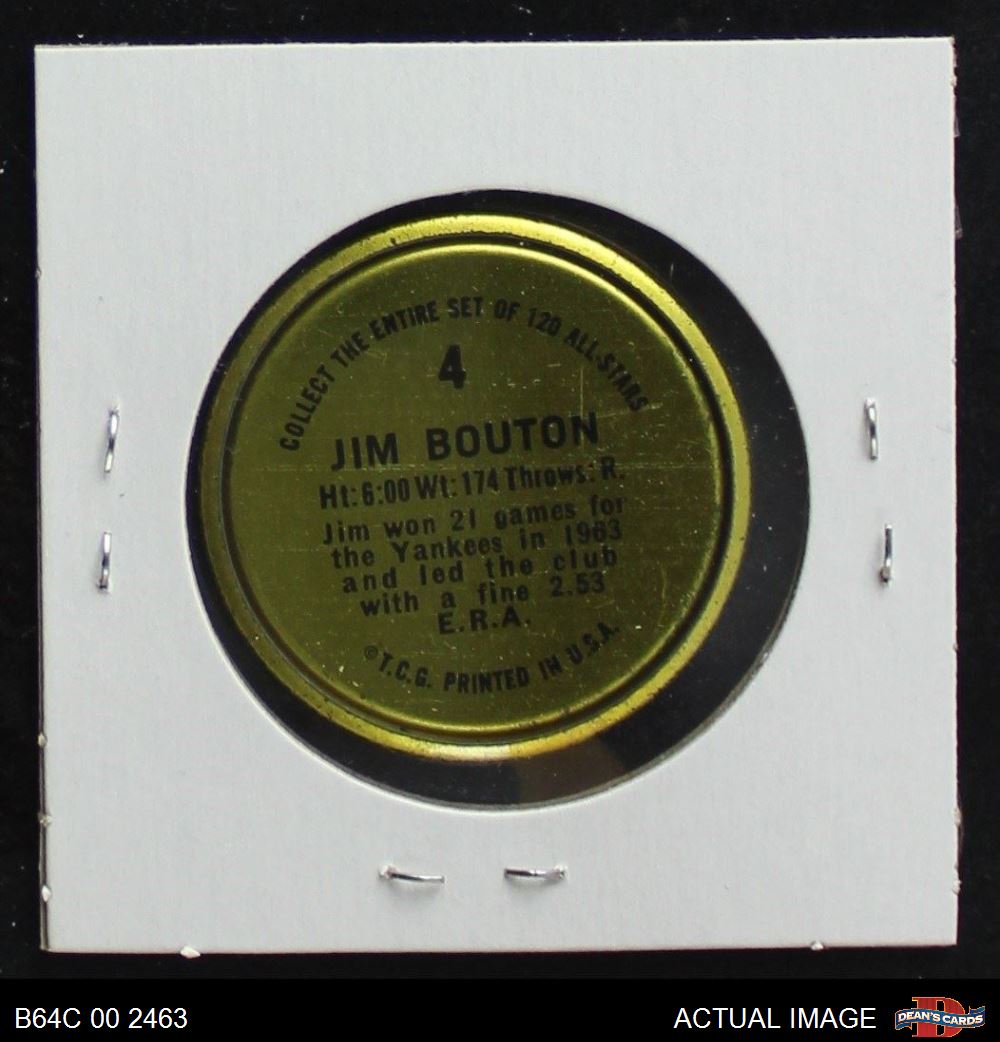 COLLECT THE ENTIRE SET OF 120 ALL-STARS
4
JIM BOUTON
Ht: 6:00 Wt: 174 Throws: R.
Jim won 21 games for
the Yankees in 1963
and led the club
with a fine 2.53
E.R.A.
©T.C.G. PRINTED IN U.S.A.
B64C 00 2463
ACTUAL IMAGE
D
DEAN'S CARDS